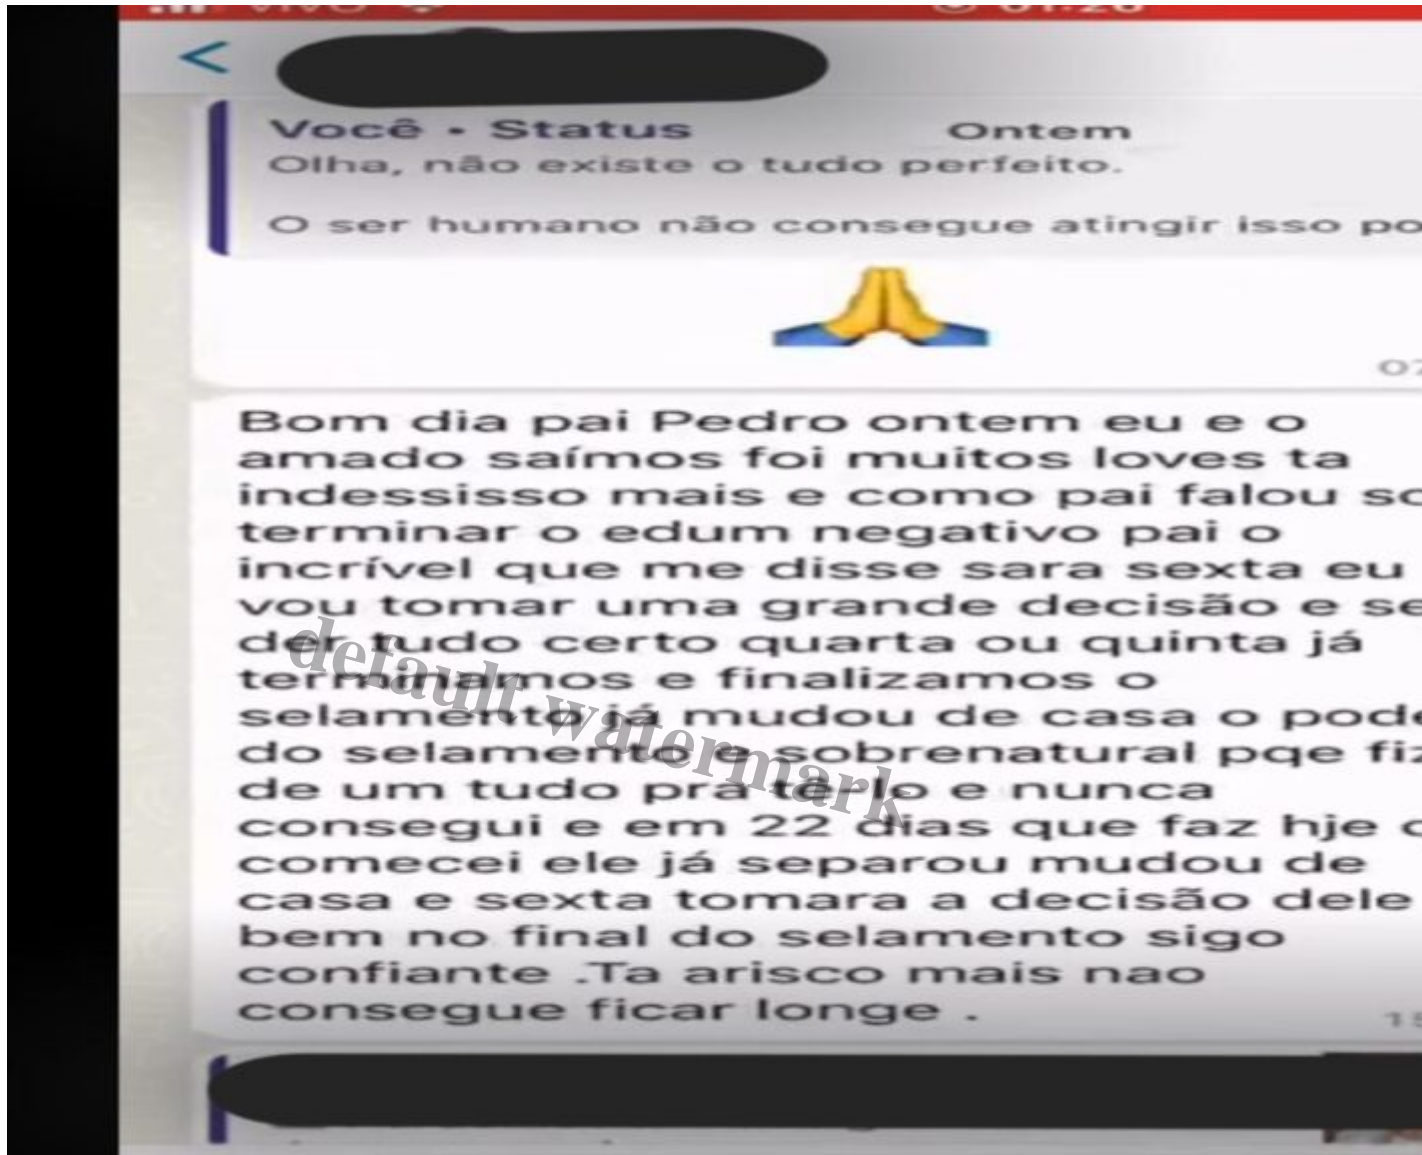 Você • Status Ontem
Olha, não existe o tudo perfeito.
O ser humano não consegue atingir isso
Bom dia pai Pedro ontem eu e o
amado saímos foi muitos loves ta
indessisso mais e como pai falou
terminar o edum negativo pai o
incrível que me disse sara sexta eu
vou tomar uma grande decisão e
der tudo certo quarta ou quinta já
terminamos e finalizamos o
selamento já mudou de casa o
do selamento e sobrenatural pqe
de um tudo pra te-lo e nunca
consegui e em 22 dias que faz hje
comecei ele já separou mudou de
casa e sexta tomara a decisão dele
bem no final do selamento sigo
confiante .Ta arisco mais nao
consegue ficar longe .
default watermark